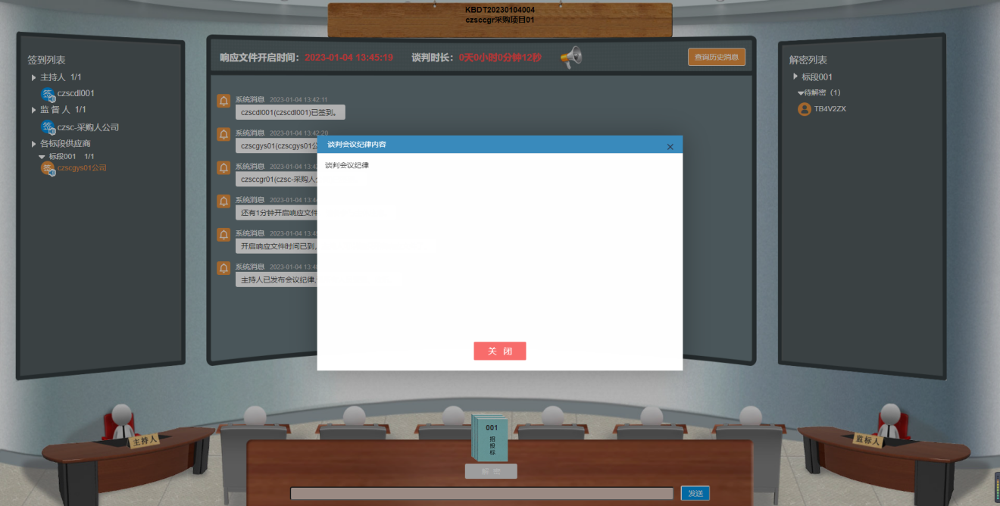 KBDT20230104004
czsccgr采购项目01
签到列表
主持人 1/1
签
czscdl001
监 督 人 1/1
签
czsc-采购人公司
各标段供应商
标段001 1/1
签
czscgys01公司
响应文件开启时间：2023-01-04 13:45:19 谈判时长：0天0小时0分钟12秒
查询历史消息
系统消息 2023-01-04 13:42:11
czscdl001(czscdl001)已签到。
系统消息 2023-01-04 13:42:20
czscgys01(czscgys01公
系统消息 2023-01-04 13:4
czsccgr01(czsc-采购人
系统消息 2023-01-04 13:4
还有1分钟开启响应文件
系统消息 2023-01-04 13:4
开启响应文件时间已到,
系统消息 2023-01-04 13:4
主持人已发布会议纪律,
谈判会议纪律内容
×
谈判会议纪律
关 闭
解密列表
标段001
待解密（1）
TB4V2ZX
主持人
监标人
001
招
投
标
解 密
发送